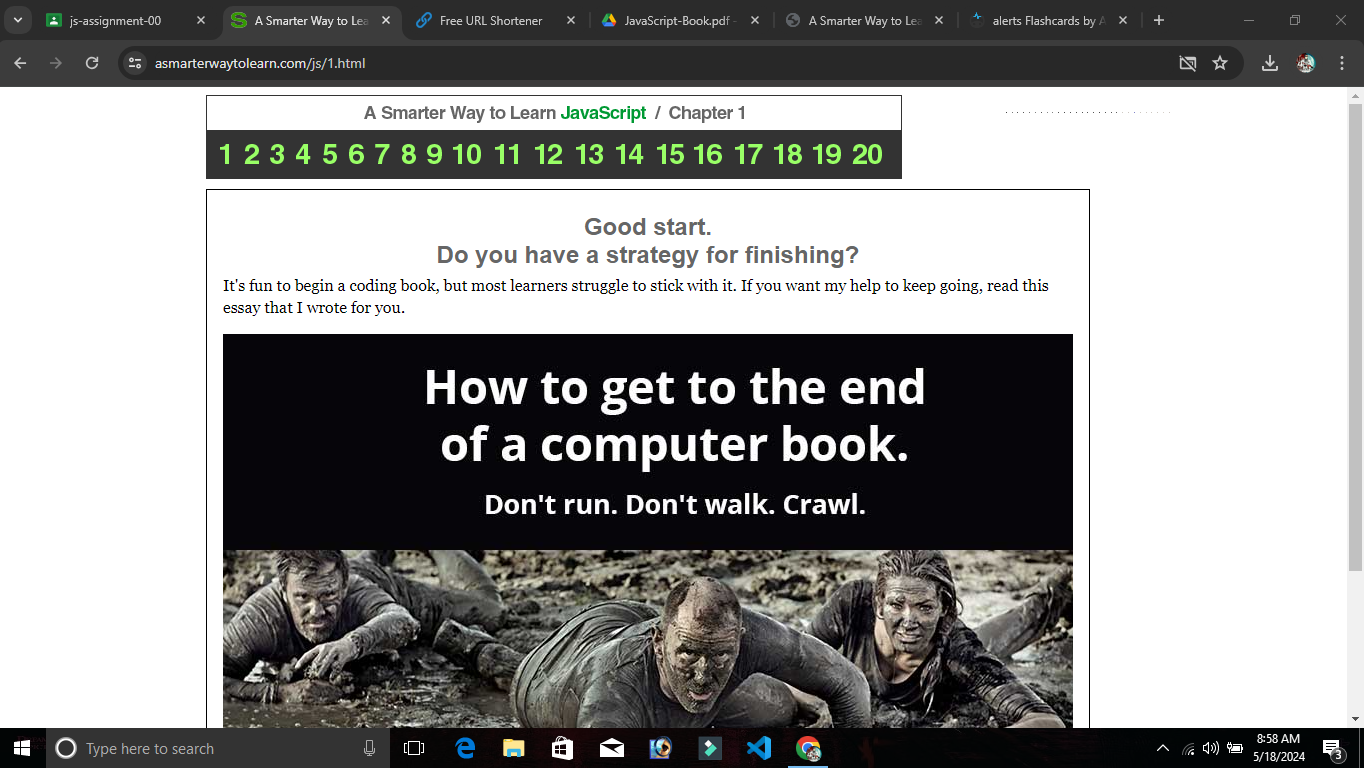 js-assignment-00
A Smarter Way to Lea
Free URL Shortener
JavaScript-Book.pdf -
A Smarter Way to Lea
alerts Flashcards by A
asmarterwaytolearn.com/js/1.html
A Smarter Way to Learn JavaScript / Chapter 1
1 2 3 4 5 6 7 8 9 10 11 12 13 14 15 16 17 18 19 20
Good start.
Do you have a strategy for finishing?
It's fun to begin a coding book, but most learners struggle to stick with it. If you want my help to keep going, read this
essay that I wrote for you.
How to get to the end
of a computer book.
Don't run. Don't walk. Crawl.
Type here to search
8:58 AM
5/18/2024
3